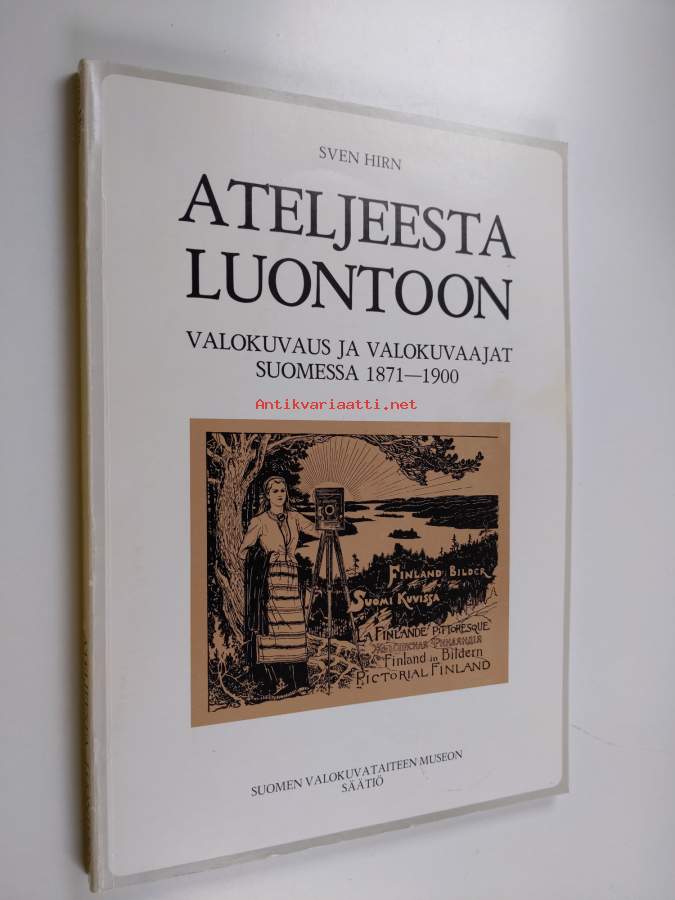 SVEN HIRN
ATELJEESTA
LUONTOON
VALOKUVAUS JA VALOKUVAAJAT
SUOMESSA 1871—1900
Antikvariaatti.net
FINLAND I BILDER
SUOMI KUVISSA
LA FINLANDE PITTORESQUE
Finland in Bildern
PICTORIAL FINLAND
SUOMEN VALOKUVATAITEEN MUSEON
SÄÄTIÖ